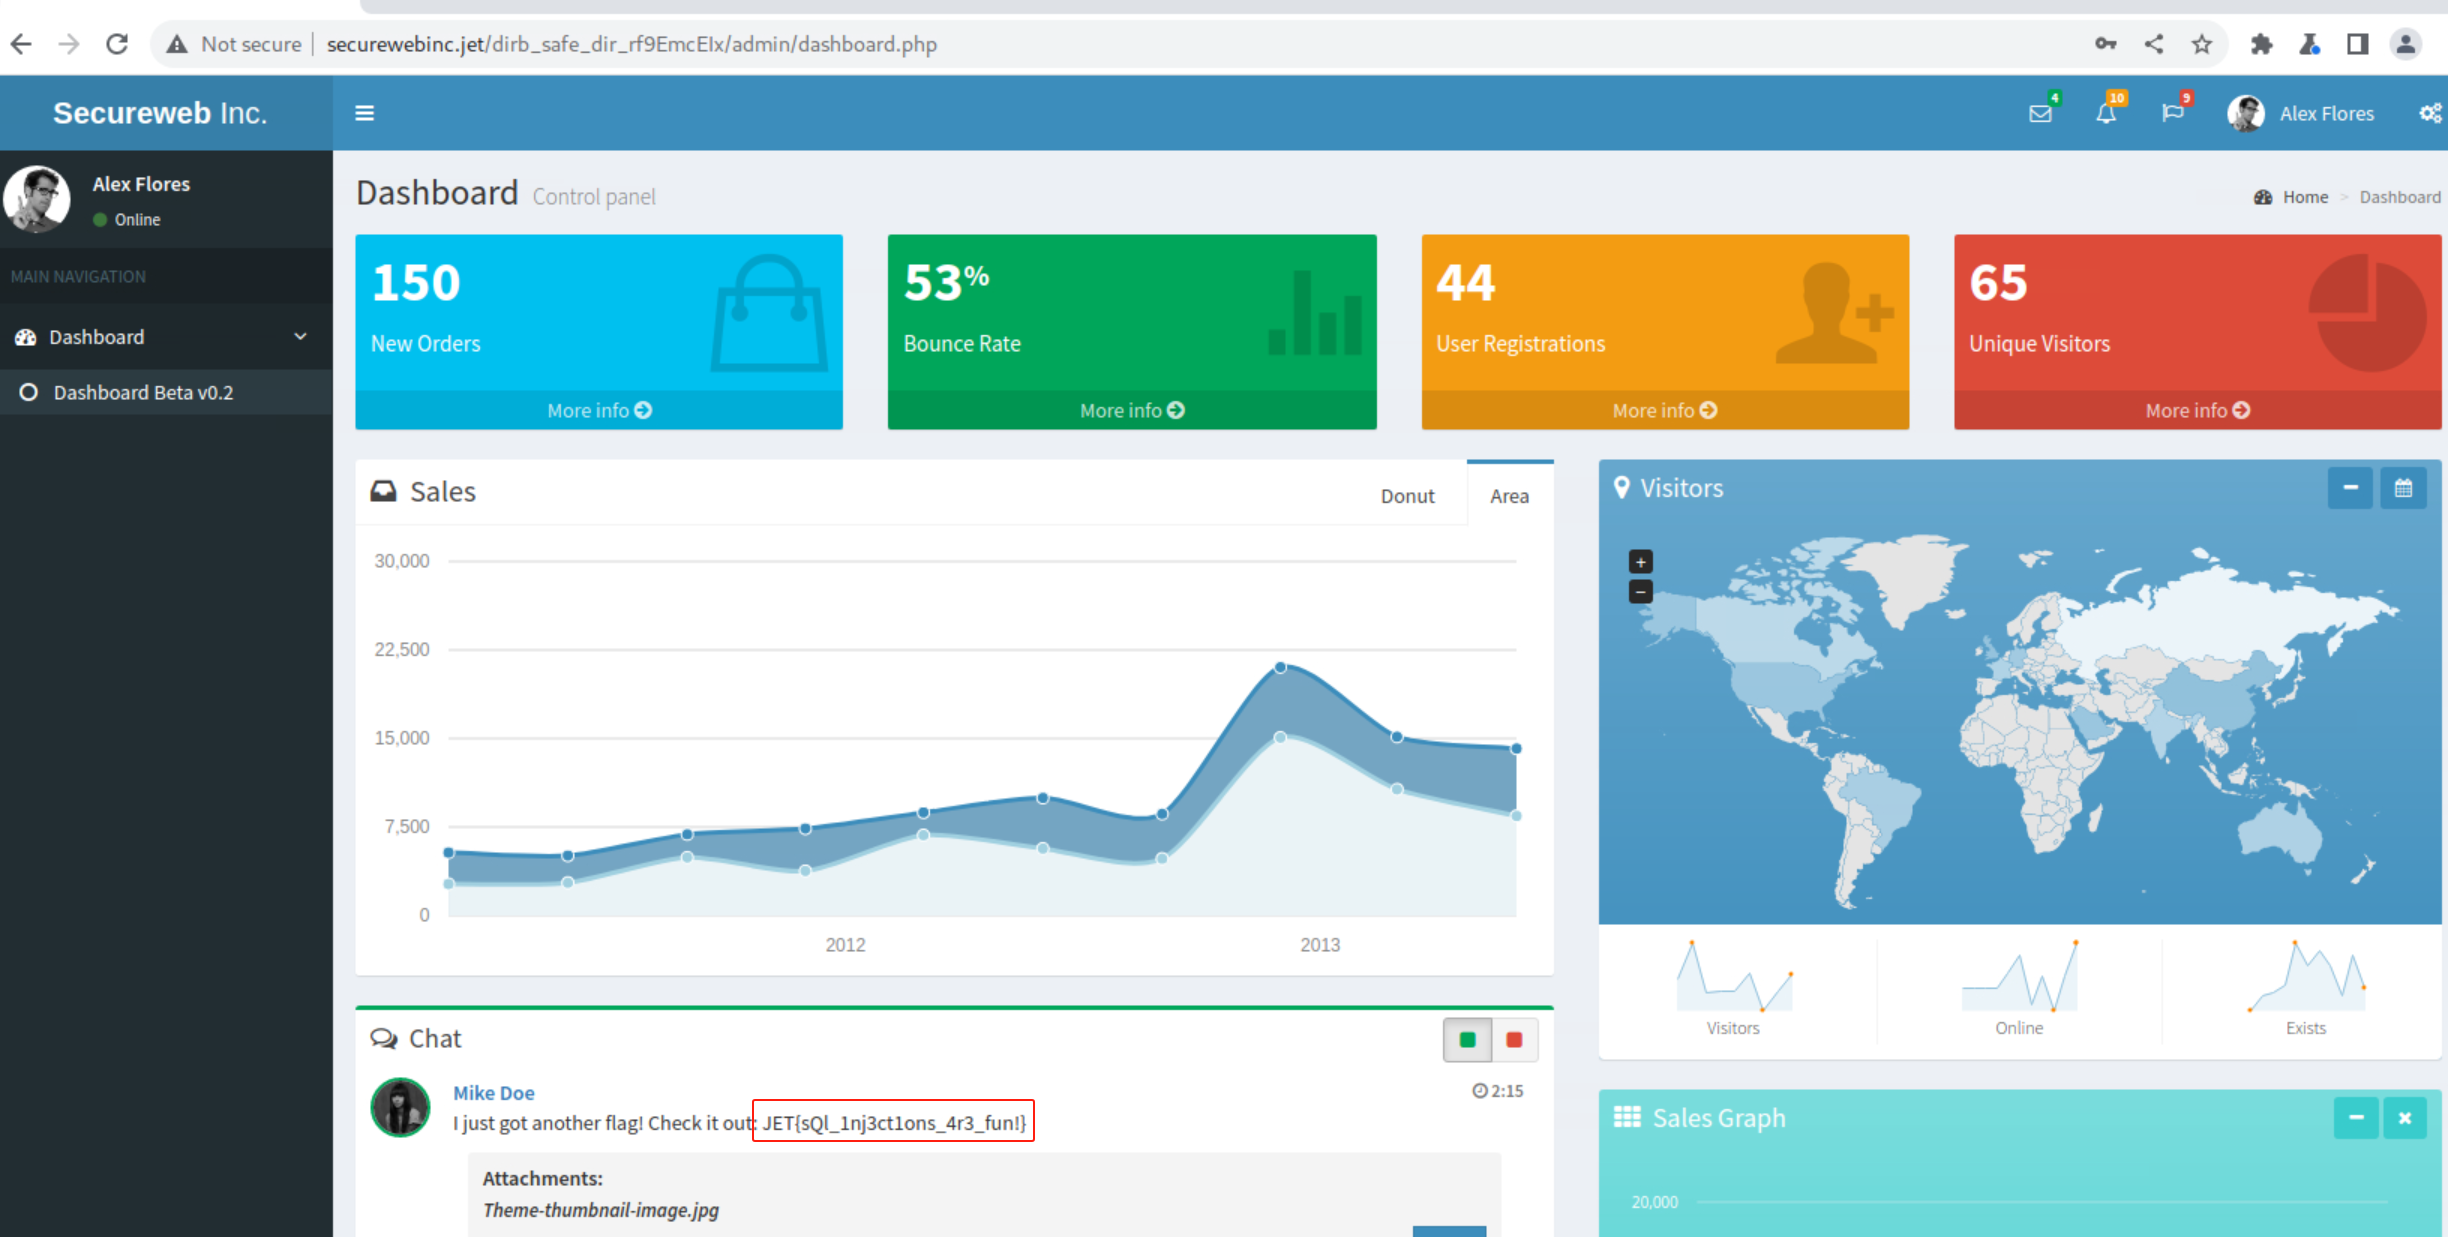 Not secure securewebinc.jet/dirb_safe_dir_rf9EmcEIx/admin/dashboard.php
Secureweb Inc.
4
10
9
Alex Flores
Alex Flores
Online
MAIN NAVIGATION
Dashboard
Dashboard Beta v0.2
Dashboard Control panel
Home > Dashboard
150
New Orders
More info
53%
Bounce Rate
More info
44
User Registrations
More info
65
Unique Visitors
More info
Sales
Donut
Area
30,000
22,500
15,000
7,500
0
2012
2013
Visitors
+
−
Visitors
Online
Exists
Chat
Mike Doe
2:15
I just got another flag! Check it out: JET{sQl_1nj3ct1ons_4r3_fun!}
Attachments:
Theme-thumbnail-image.jpg
Sales Graph
20,000